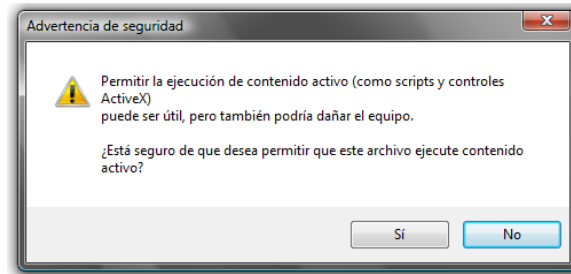 Advertencia de seguridad
Permitir la ejecución de contenido activo (como scripts y controles
ActiveX)
puede ser útil, pero también podría dañar el equipo.
¿Está seguro de que desea permitir que este archivo ejecute contenido
activo?
Sí
No